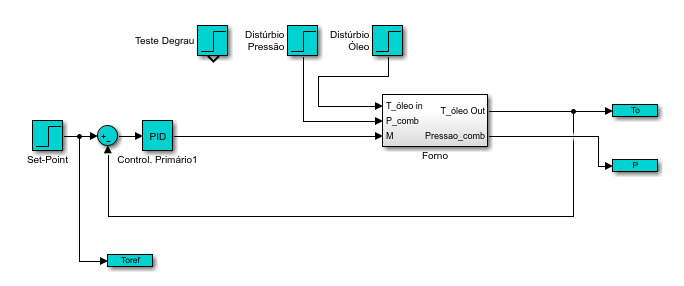 Teste Degrau
Distúrbio
Pressão
Distúrbio
Óleo
T_óleo in
P_comb
M
T_óleo Out
Pressao_comb
Forno
To
P
Set-Point
+
_
PID
Control. Primário1
Toref